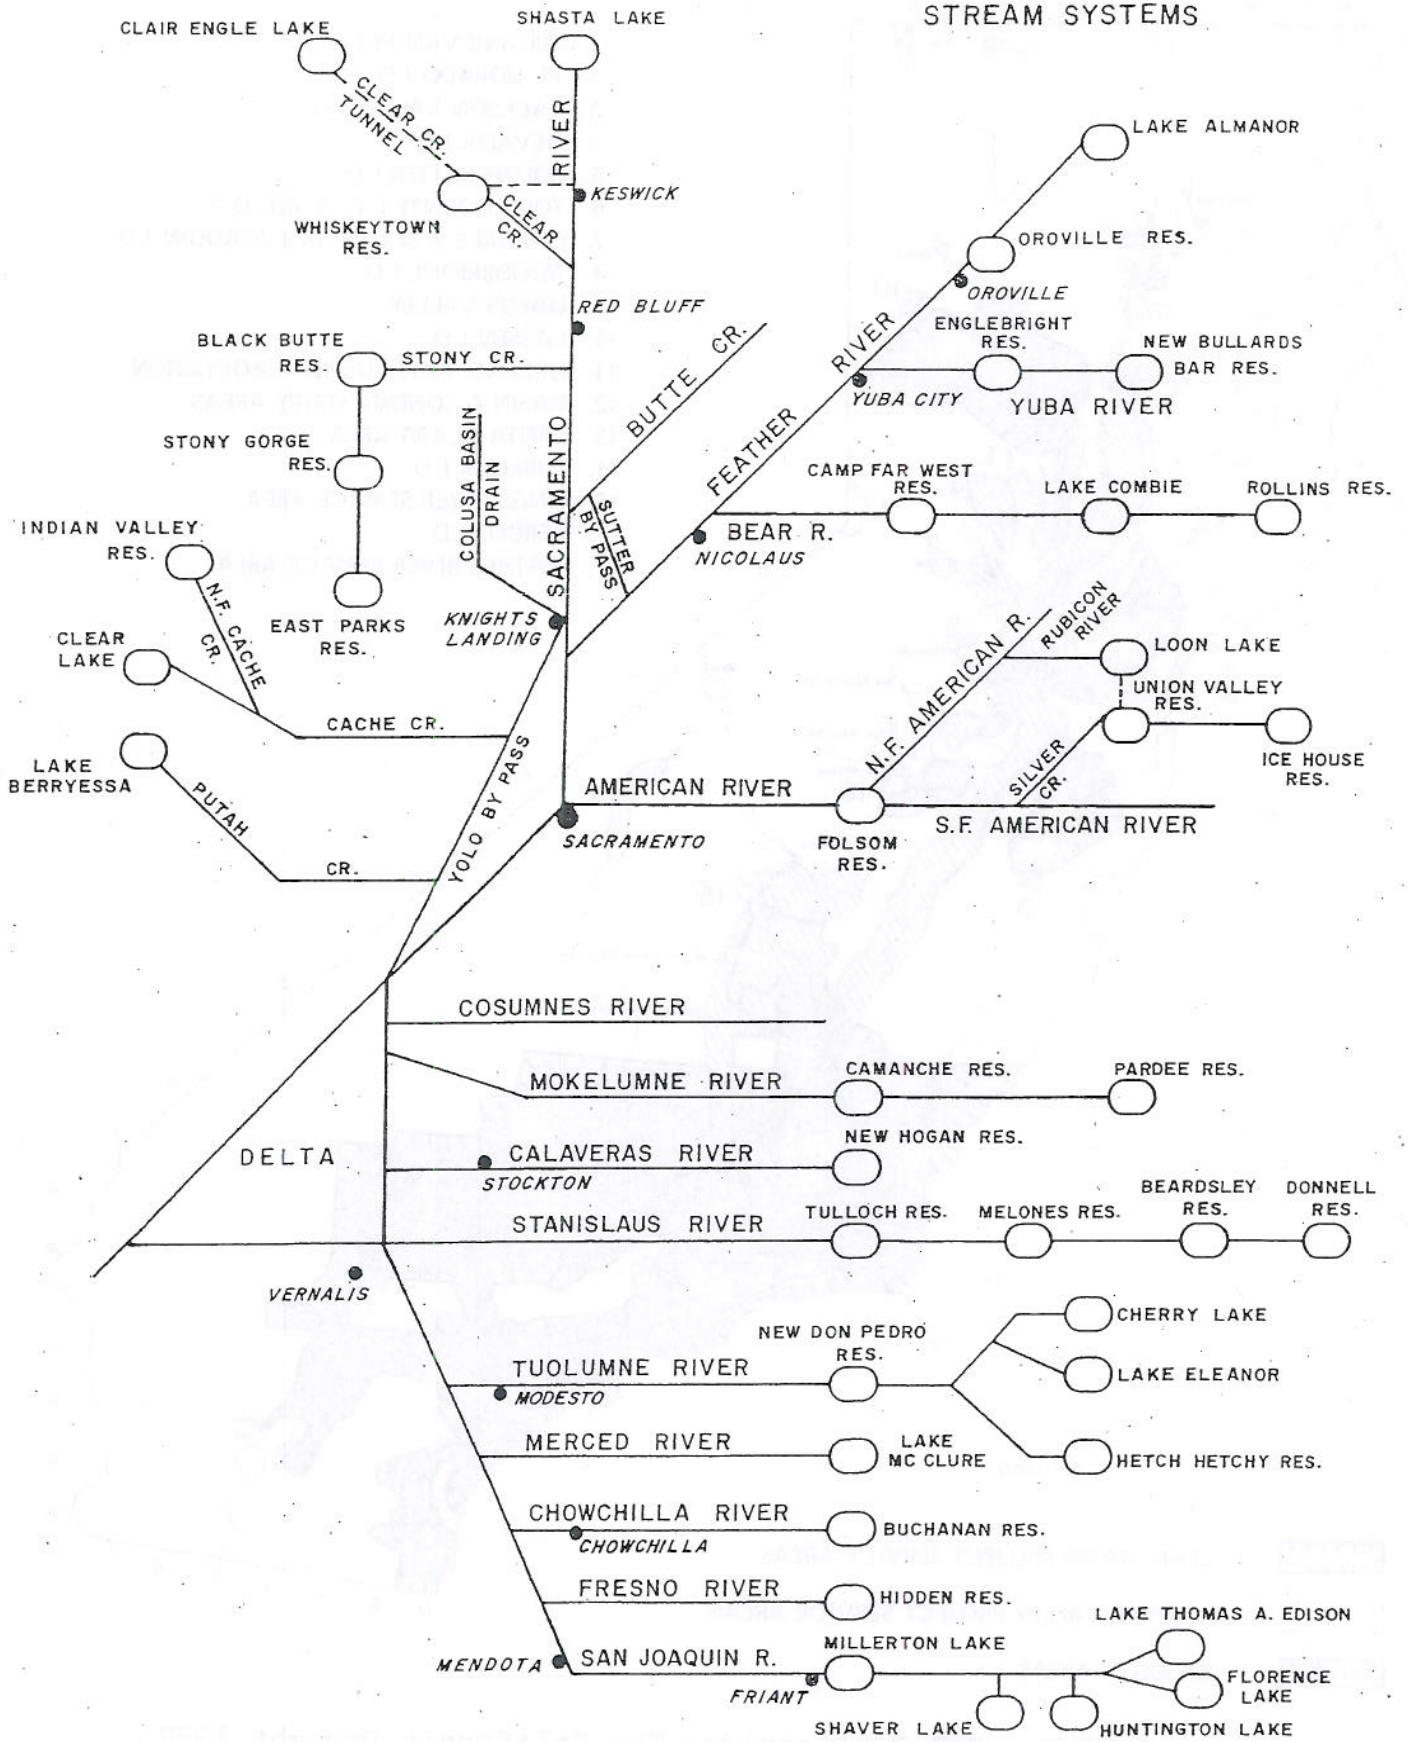 STREAM SYSTEMS
CLAIR ENGLE LAKE
SHASTA LAKE
CLEAR CR.
TUNNEL
RIVER
KESWICK
WHISKEYTOWN
RES.
CLEAR
CR.
LAKE ALMANOR
OROVILLE RES.
OROVILLE
RED BLUFF
BLACK BUTTE
RES.
STONY CR.
BUTTE CR.
FEATHER RIVER
ENGLEBRIGHT
RES.
NEW BULLARDS
BAR RES.
YUBA CITY
YUBA RIVER
STONY GORGE
RES.
COLUSA BASIN
DRAIN
SACRAMENTO
SUTTER
BY PASS
CAMP FAR WEST
RES.
LAKE COMBIE
ROLLINS RES.
BEAR R.
NICOLAUS
INDIAN VALLEY
RES.
N.F. CACHE
CR.
EAST PARKS
RES.
KNIGHTS
LANDING
CLEAR
LAKE
CACHE CR.
N.F. AMERICAN R.
RUBICON
RIVER
LOON LAKE
UNION VALLEY
RES.
SILVER
CR.
ICE HOUSE
RES.
LAKE
BERRYESSA
PUTAH
CR.
YOLO BY PASS
AMERICAN RIVER
SACRAMENTO
FOLSOM
RES.
S.F. AMERICAN RIVER
COSUMNES RIVER
MOKELUMNE RIVER
CAMANCHE RES.
PARDEE RES.
DELTA
CALAVERAS RIVER
STOCKTON
NEW HOGAN RES.
STANISLAUS RIVER
TULLOCH RES.
MELONES RES.
BEARDSLEY
RES.
DONNELL
RES.
VERNALIS
TUOLUMNE RIVER
MODESTO
NEW DON PEDRO
RES.
CHERRY LAKE
LAKE ELEANOR
HETCH HETCHY RES.
MERCED RIVER
LAKE
MC CLURE
CHOWCHILLA RIVER
CHOWCHILLA
BUCHANAN RES.
FRESNO RIVER
HIDDEN RES.
MENDOTA
SAN JOAQUIN R.
FRIANT
MILLERTON LAKE
LAKE THOMAS A. EDISON
FLORENCE
LAKE
SHAVER LAKE
HUNTINGTON LAKE